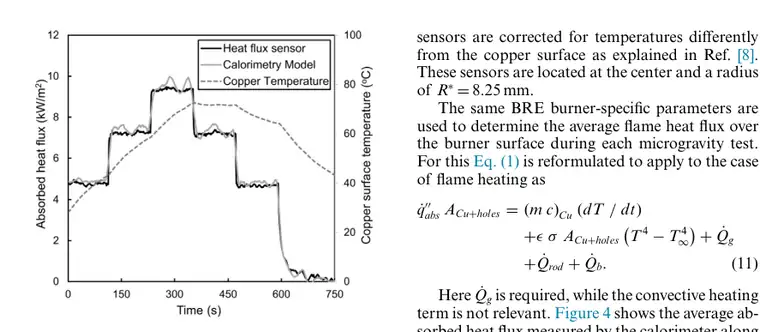 12
10
8
6
4
2
0
Absorbed heat flux (kW/m²)
Heat flux sensor
Calorimetry Model
Copper Temperature
100
80
60
40
20
0
Copper surface temperature (ºC)
0 150 300 450 600 750
Time (s)
sensors are corrected for temperatures differently
from the copper surface as explained in Ref. [8].
These sensors are located at the center and a radius
of R* = 8.25 mm.
The same BRE burner-specific parameters are
used to determine the average flame heat flux over
the burner surface during each microgravity test.
For this Eq. (1) is reformulated to apply to the case
of flame heating as
q̇″abs ACu+holes = (m c)Cu (dT / dt)
+ϵ σ ACu+holes (T⁴ − T∞⁴) + Q̇g
+Q̇rod + Q̇b. (11)
Here Q̇g is required, while the convective heating
term is not relevant. Figure 4 shows the average ab-
sorbed heat flux measured by the calorimeter along